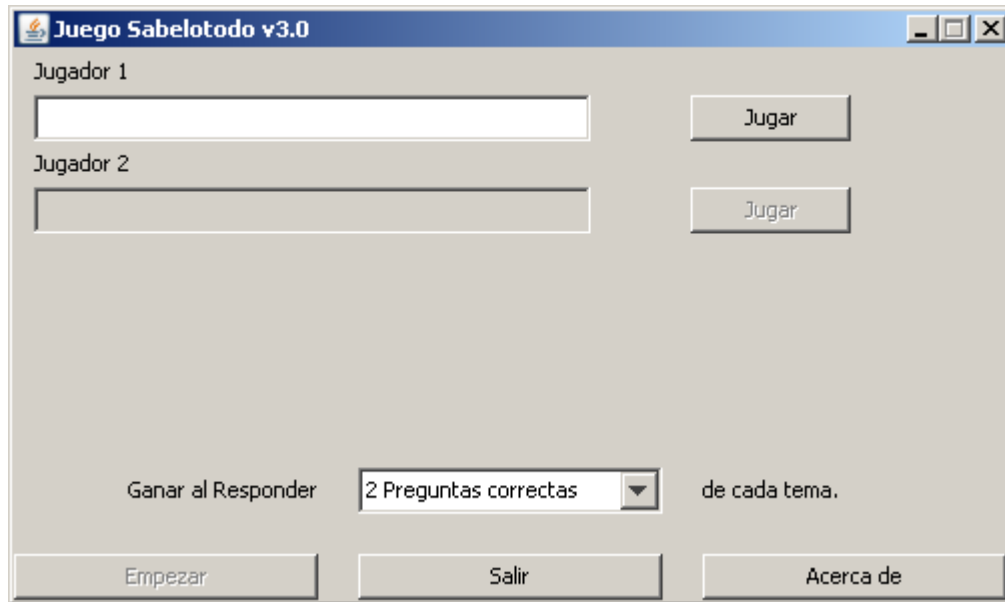 Juego Sabelotodo v3.0
Jugador 1
Jugar
Jugador 2
Jugar
Ganar al Responder 2 Preguntas correctas de cada tema.
Empezar Salir Acerca de